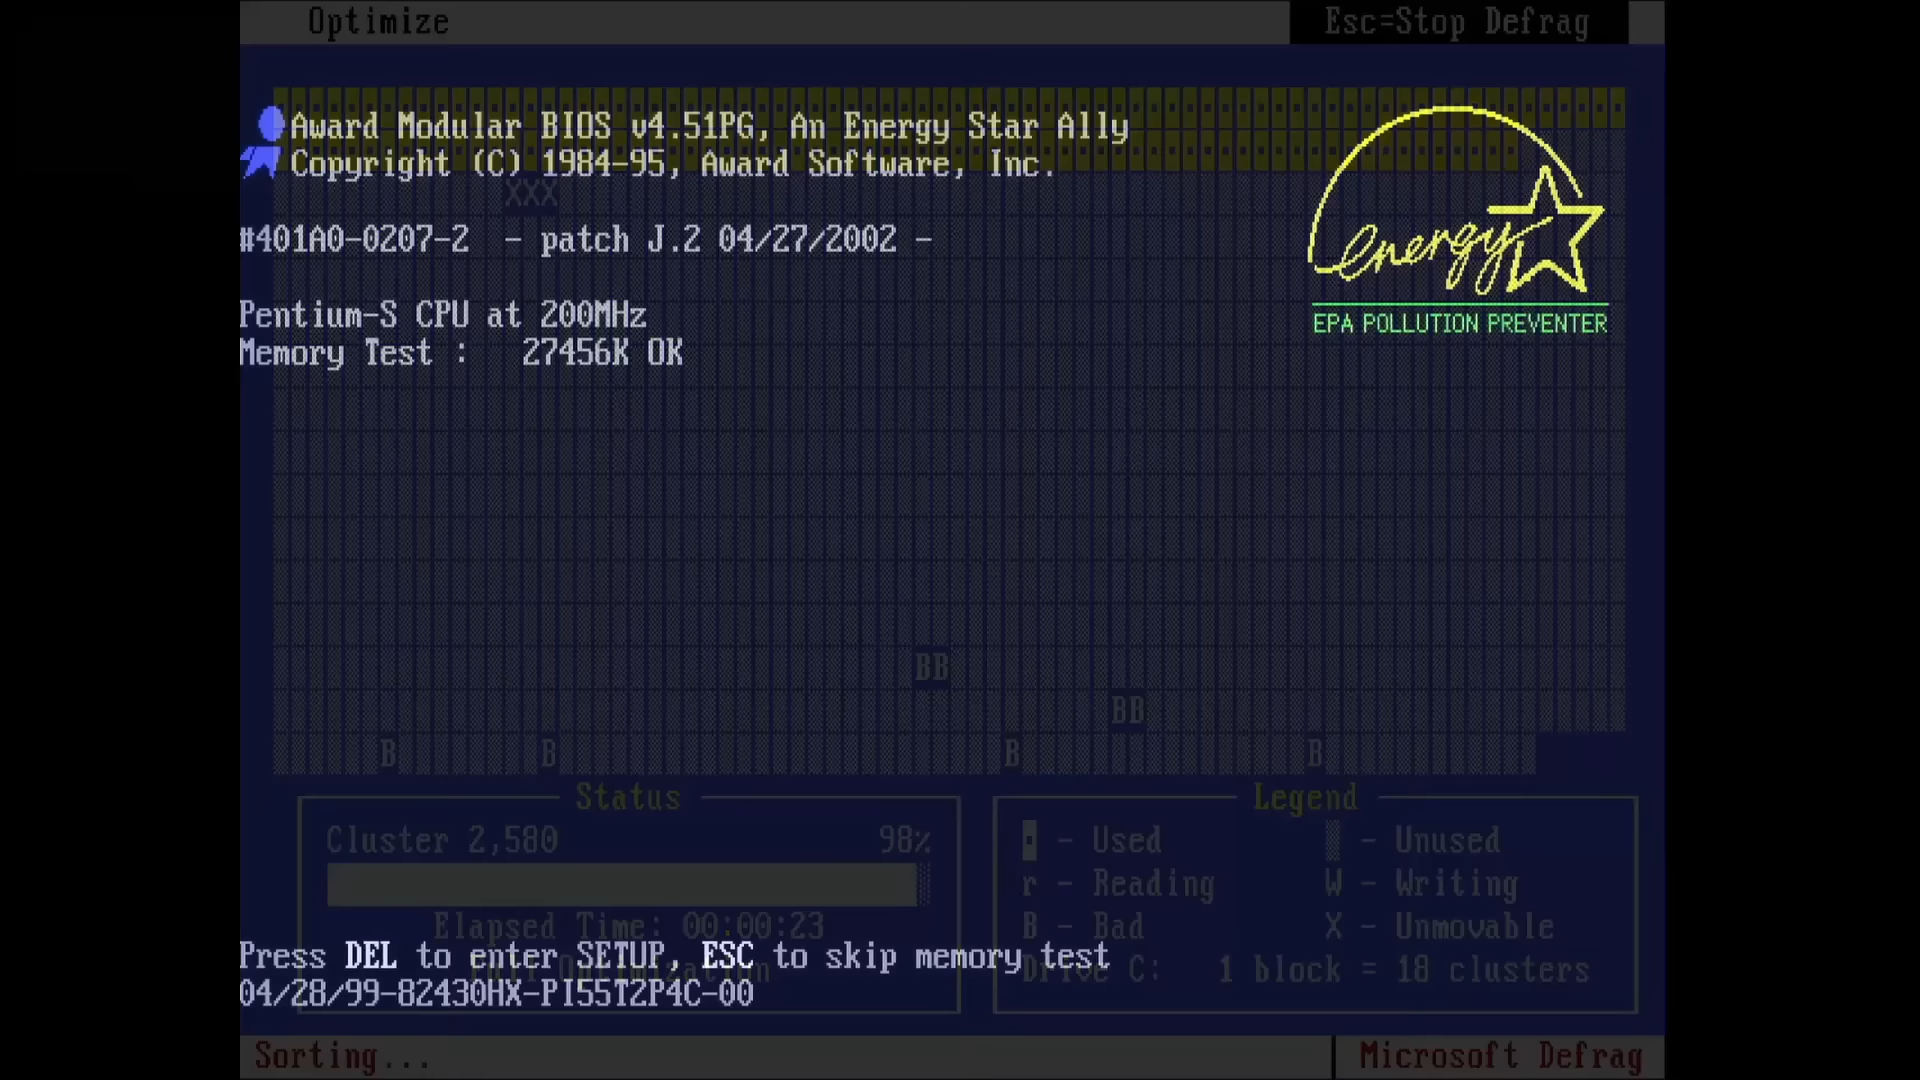 Optimize
Esc=Stop Defrag
Award Modular BIOS v4.51PG, An Energy Star Ally
Copyright (C) 1984-95, Award Software, Inc.
XXX
#401A0-0207-2 - patch J.2 04/27/2002 -
energy
EPA POLLUTION PREVENTER
Pentium-S CPU at 200MHz
Memory Test : 27456K OK
BB
BB
B B B B
Status
Cluster 2,580 98%
Elapsed Time: 00:00:23
Legend
- Used - Unused
r - Reading W - Writing
B - Bad X - Unmovable
Drive C: 1 block = 18 clusters
Press DEL to enter SETUP, ESC to skip memory test
04/28/99-82430HX-PI55T2P4C-00
Sorting...
Microsoft Defrag